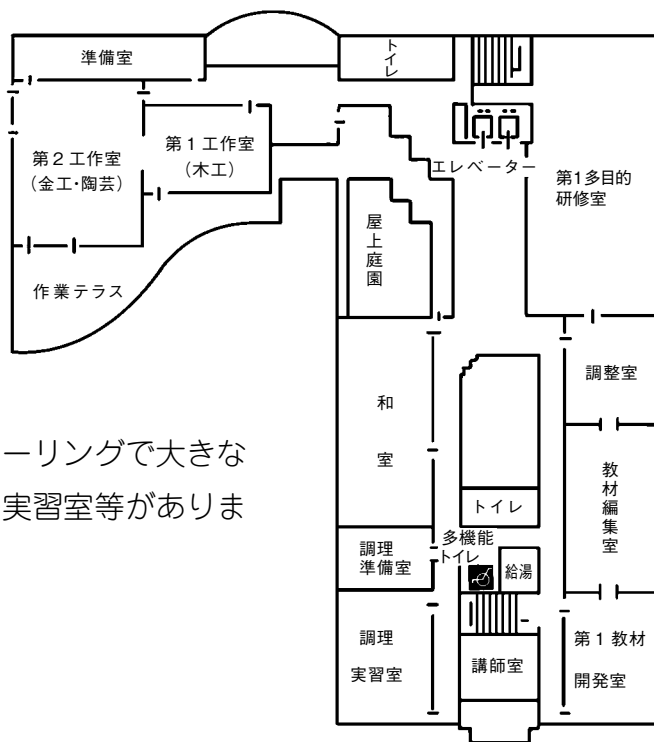 準備室
トイレ
第2工作室
（金工・陶芸）
第1工作室
（木工）
エレベーター
第1多目的
研修室
屋上庭園
作業テラス
調整室
和室
ーリングで大きな
実習室等がありま
教材編集室
トイレ
多機能
トイレ
給湯
調理
準備室
調理
実習室
講師室
第1教材
開発室